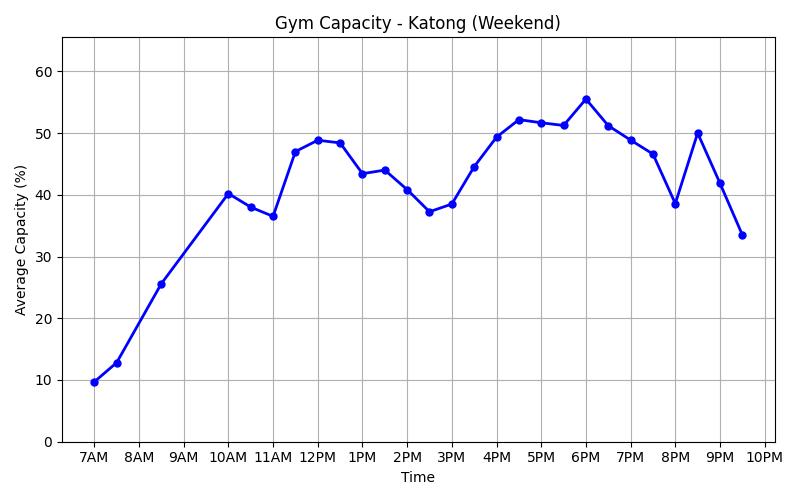 Gym Capacity - Katong (Weekend)
Average Capacity (%)
60
50
40
30
20
10
0
7AM 8AM 9AM 10AM 11AM 12PM 1PM 2PM 3PM 4PM 5PM 6PM 7PM 8PM 9PM 10PM
Time